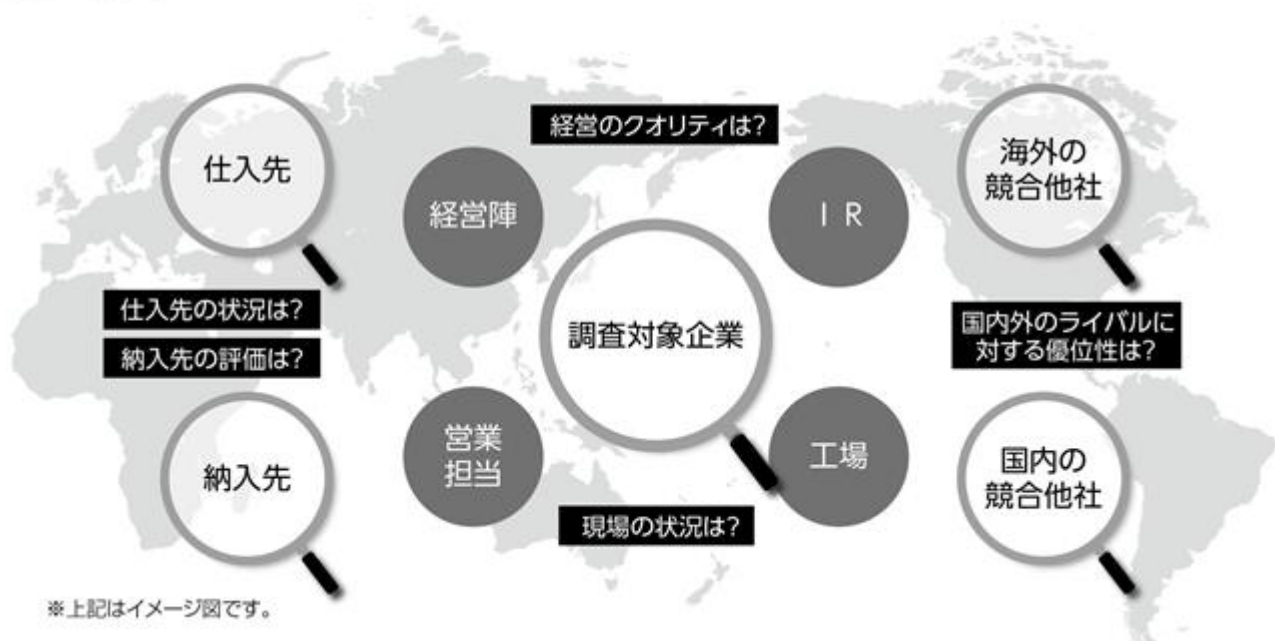 経営のクオリティは?
仕入先
海外の
競合他社
経営陣
I R
仕入先の状況は?
納入先の評価は?
調査対象企業
国内外のライバルに
対する優位性は?
営業
担当
工場
納入先
国内の
競合他社
現場の状況は?
※上記はイメージ図です。